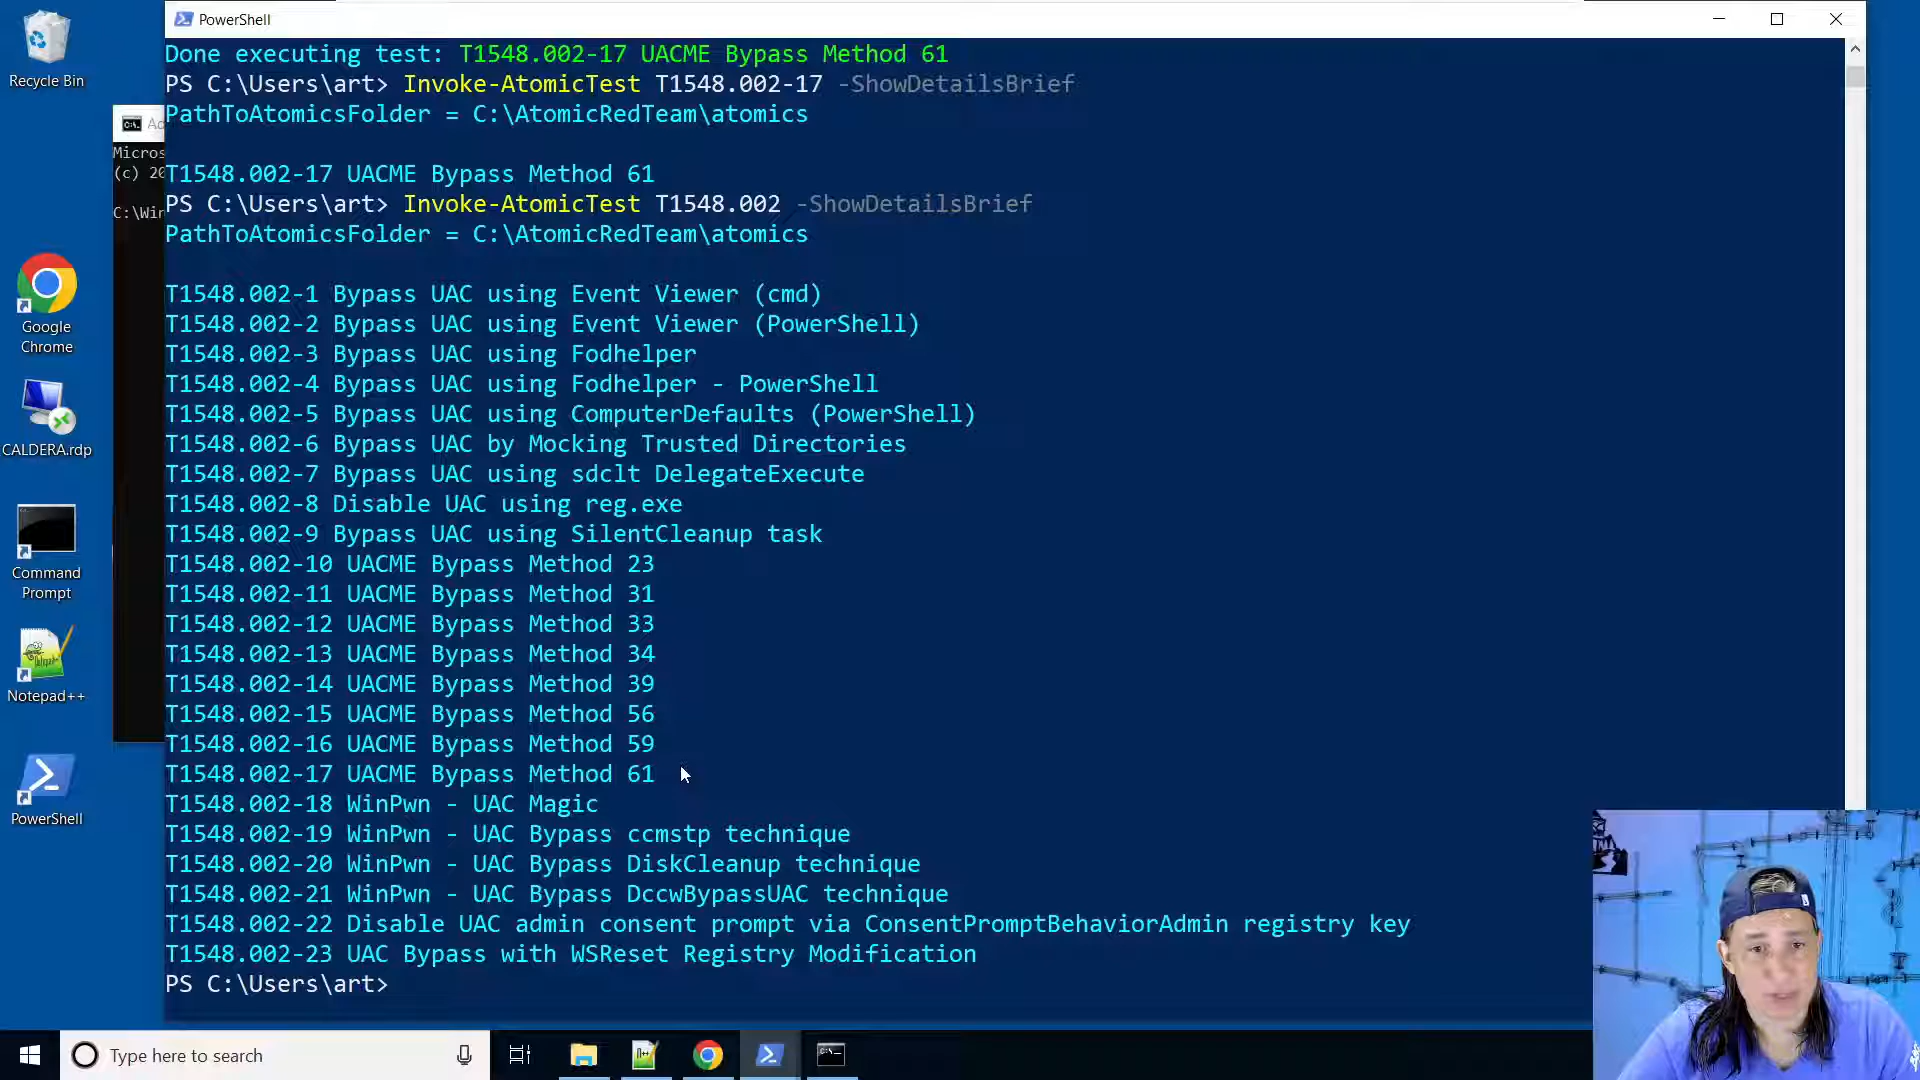 PowerShell
Done executing test: T1548.002-17 UACME Bypass Method 61
PS C:\Users\art> Invoke-AtomicTest T1548.002-17 -ShowDetailsBrief
PathToAtomicsFolder = C:\AtomicRedTeam\atomics
T1548.002-17 UACME Bypass Method 61
PS C:\Users\art> Invoke-AtomicTest T1548.002 -ShowDetailsBrief
PathToAtomicsFolder = C:\AtomicRedTeam\atomics
T1548.002-1 Bypass UAC using Event Viewer (cmd)
T1548.002-2 Bypass UAC using Event Viewer (PowerShell)
T1548.002-3 Bypass UAC using Fodhelper
T1548.002-4 Bypass UAC using Fodhelper - PowerShell
T1548.002-5 Bypass UAC using ComputerDefaults (PowerShell)
T1548.002-6 Bypass UAC by Mocking Trusted Directories
T1548.002-7 Bypass UAC using sdclt DelegateExecute
T1548.002-8 Disable UAC using reg.exe
T1548.002-9 Bypass UAC using SilentCleanup task
T1548.002-10 UACME Bypass Method 23
T1548.002-11 UACME Bypass Method 31
T1548.002-12 UACME Bypass Method 33
T1548.002-13 UACME Bypass Method 34
T1548.002-14 UACME Bypass Method 39
T1548.002-15 UACME Bypass Method 56
T1548.002-16 UACME Bypass Method 59
T1548.002-17 UACME Bypass Method 61
T1548.002-18 WinPwn - UAC Magic
T1548.002-19 WinPwn - UAC Bypass ccmstp technique
T1548.002-20 WinPwn - UAC Bypass DiskCleanup technique
T1548.002-21 WinPwn - UAC Bypass DccwBypassUAC technique
T1548.002-22 Disable UAC admin consent prompt via ConsentPromptBehaviorAdmin registry key
T1548.002-23 UAC Bypass with WSReset Registry Modification
PS C:\Users\art>
Ad
Micros
(c) 20
C:\Win
Recycle Bin
Google
Chrome
CALDERA.rdp
Command
Prompt
Notepad++
PowerShell
Type here to search